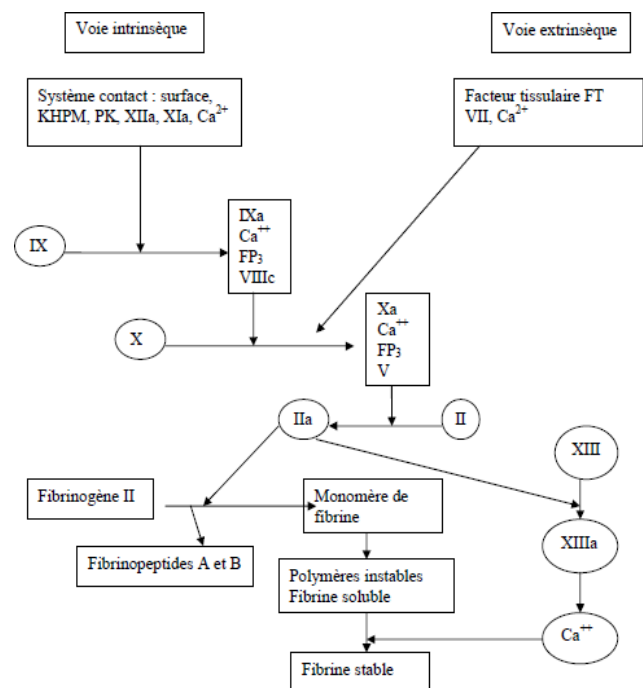 Voie intrinsèque
Voie extrinsèque
Système contact : surface,
KHPM, PK, XIIa, XIa, Ca2+
Facteur tissulaire FT
VII, Ca2+
IX
IXa
Ca++
FP3
VIIIc
X
Xa
Ca++
FP3
V
IIa
II
XIII
Fibrinogène II
Monomère de
fibrine
XIIIa
Fibrinopeptides A et B
Polymères instables
Fibrine soluble
Ca++
Fibrine stable